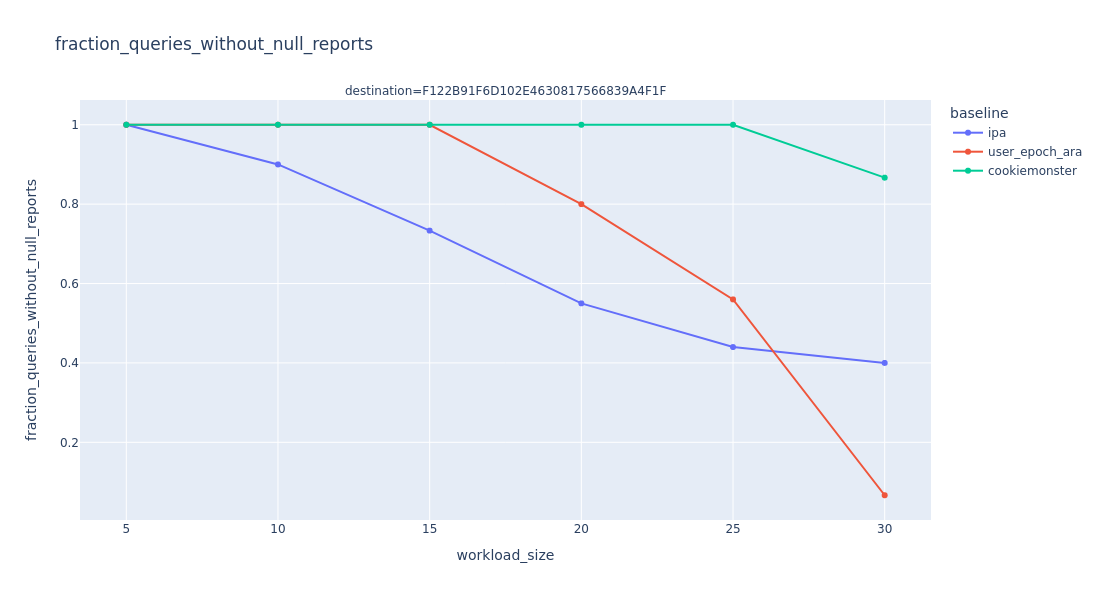 fraction_queries_without_null_reports
destination=F122B91F6D102E4630817566839A4F1F
baseline
ipa
user_epoch_ara
cookiemonster
fraction_queries_without_null_reports
1
0.8
0.6
0.4
0.2
5 10 15 20 25 30
workload_size